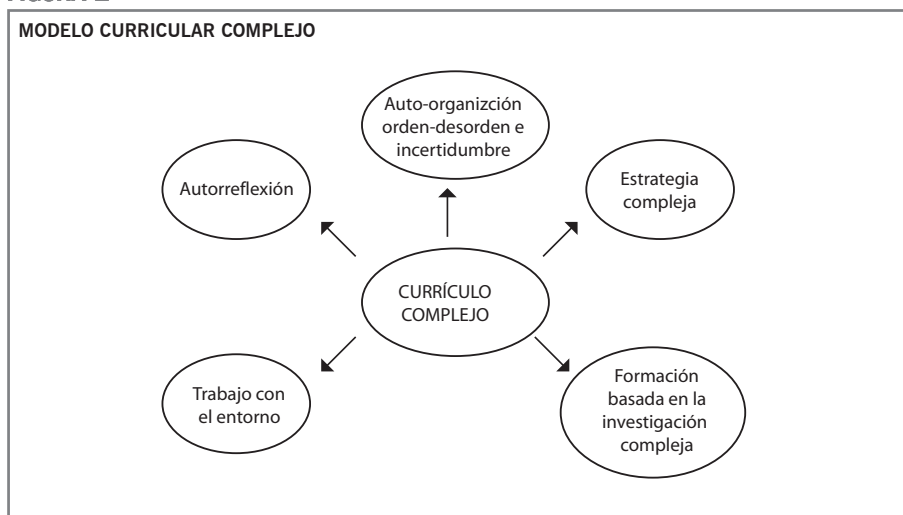 MODELO CURRICULAR COMPLEJO
Auto-organizción
orden-desorden e
incertidumbre
Autorreflexión
Estrategia
compleja
CURRÍCULO
COMPLEJO
Trabajo con
el entorno
Formación
basada en la
investigación
compleja